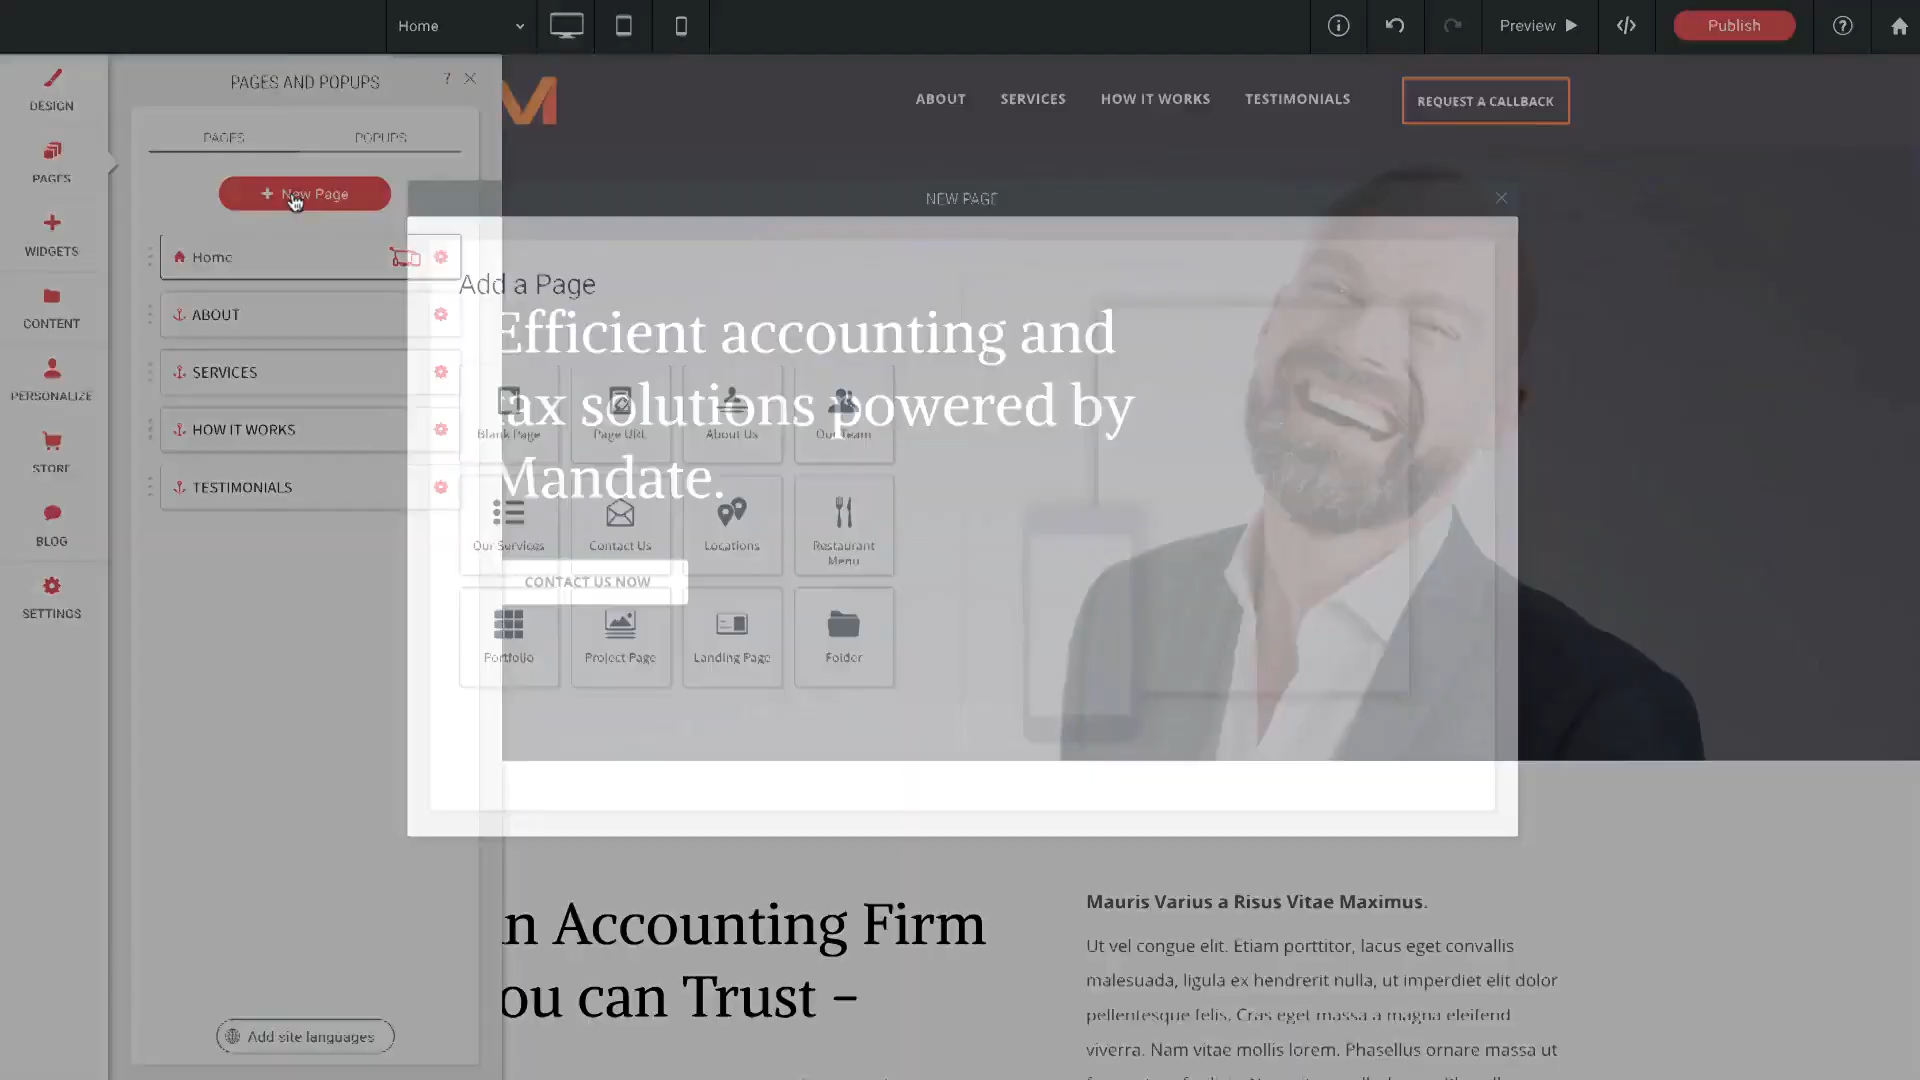 Home
Preview
Publish
DESIGN
PAGES
WIDGETS
CONTENT
PERSONALIZE
STORE
BLOG
SETTINGS
PAGES AND POPUPS
?
PAGES
POPUPS
+ New Page
Home
ABOUT
SERVICES
HOW IT WORKS
TESTIMONIALS
Add site languages
M
ABOUT
SERVICES
HOW IT WORKS
TESTIMONIALS
REQUEST A CALLBACK
NEW PAGE
Add a Page
Efficient accounting and
tax solutions powered by
Mandate.
Blank Page
Page URL
About Us
Our Team
Our Services
Contact Us
Locations
Restaurant
Menu
CONTACT US NOW
Portfolio
Project Page
Landing Page
Folder
n Accounting Firm
ou can Trust –
Mauris Varius a Risus Vitae Maximus.
Ut vel congue elit. Etiam porttitor, lacus eget convallis
malesuada, ligula ex hendrerit nulla, ut imperdiet elit dolor
pellentesque felis. Cras eget massa a magna eleifend
viverra. Nam vitae mollis lorem. Phasellus ornare massa ut